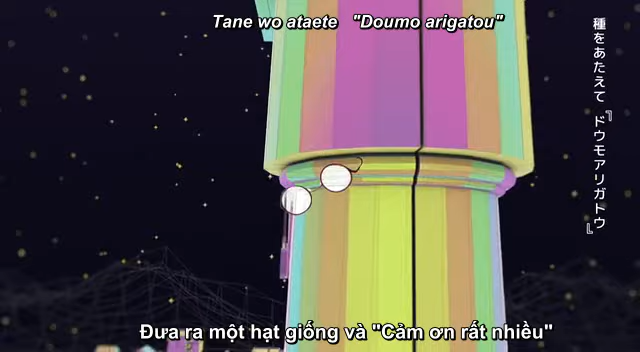 Tane wo ataete "Doumo arigatou"
種をあたえて『ドウモアリガトウ』
Đưa ra một hạt giống và "Cảm ơn rất nhiều"